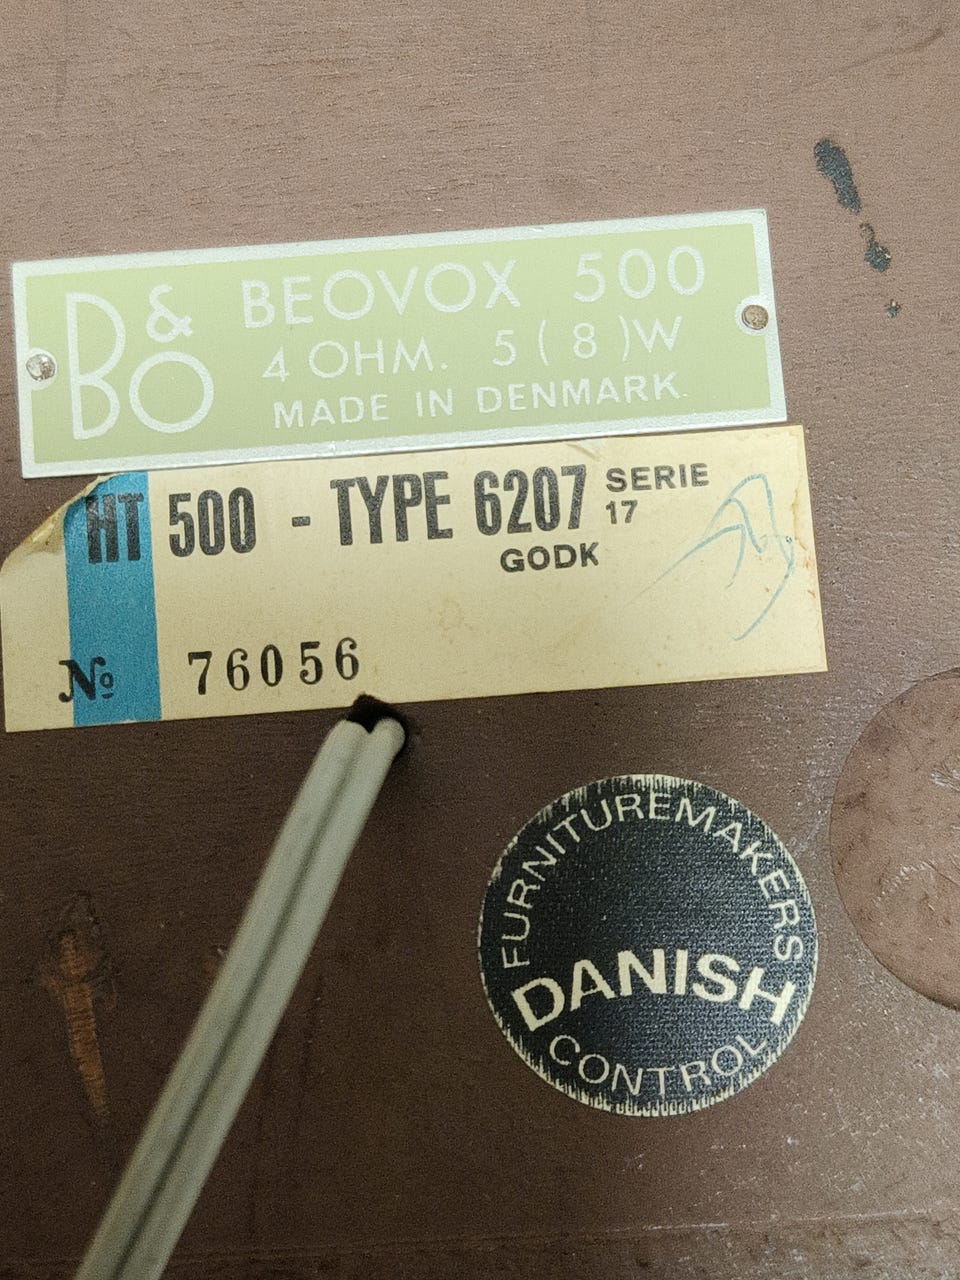 B&O BEOVOX 500
4 OHM. 5 ( 8 )W
MADE IN DENMARK.
HT 500 - TYPE 6207 SERIE 17
GODK
No 76056
FURNITUREMAKERS
DANISH
CONTROL